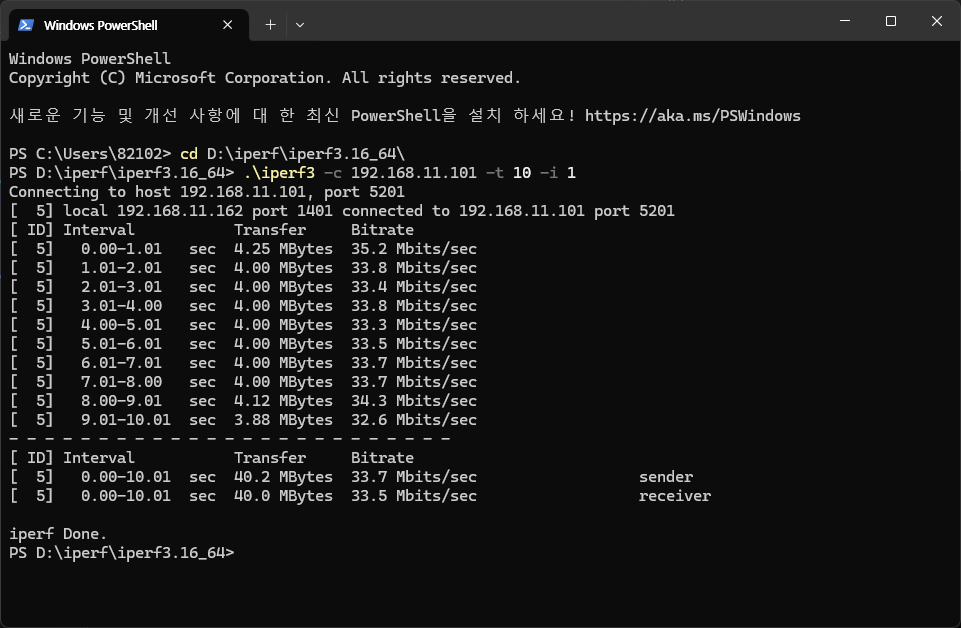 Windows PowerShell
Windows PowerShell
Copyright (C) Microsoft Corporation. All rights reserved.
새로운 기능 및 개선 사항에 대 한 최신 PowerShell을 설치 하세요! https://aka.ms/PSWindows
PS C:\Users\82102> cd D:\iperf\iperf3.16_64\
PS D:\iperf\iperf3.16_64> .\iperf3 -c 192.168.11.101 -t 10 -i 1
Connecting to host 192.168.11.101, port 5201
[  5] local 192.168.11.162 port 1401 connected to 192.168.11.101 port 5201
[ ID] Interval           Transfer     Bitrate
[  5]   0.00-1.01   sec  4.25 MBytes  35.2 Mbits/sec
[  5]   1.01-2.01   sec  4.00 MBytes  33.8 Mbits/sec
[  5]   2.01-3.01   sec  4.00 MBytes  33.4 Mbits/sec
[  5]   3.01-4.00   sec  4.00 MBytes  33.8 Mbits/sec
[  5]   4.00-5.01   sec  4.00 MBytes  33.3 Mbits/sec
[  5]   5.01-6.01   sec  4.00 MBytes  33.5 Mbits/sec
[  5]   6.01-7.01   sec  4.00 MBytes  33.7 Mbits/sec
[  5]   7.01-8.00   sec  4.00 MBytes  33.7 Mbits/sec
[  5]   8.00-9.01   sec  4.12 MBytes  34.3 Mbits/sec
[  5]   9.01-10.01  sec  3.88 MBytes  32.6 Mbits/sec
- - - - - - - - - - - - - - - - - - - - - - - - -
[ ID] Interval           Transfer     Bitrate
[  5]   0.00-10.01  sec  40.2 MBytes  33.7 Mbits/sec                  sender
[  5]   0.00-10.01  sec  40.0 MBytes  33.5 Mbits/sec                  receiver
iperf Done.
PS D:\iperf\iperf3.16_64>